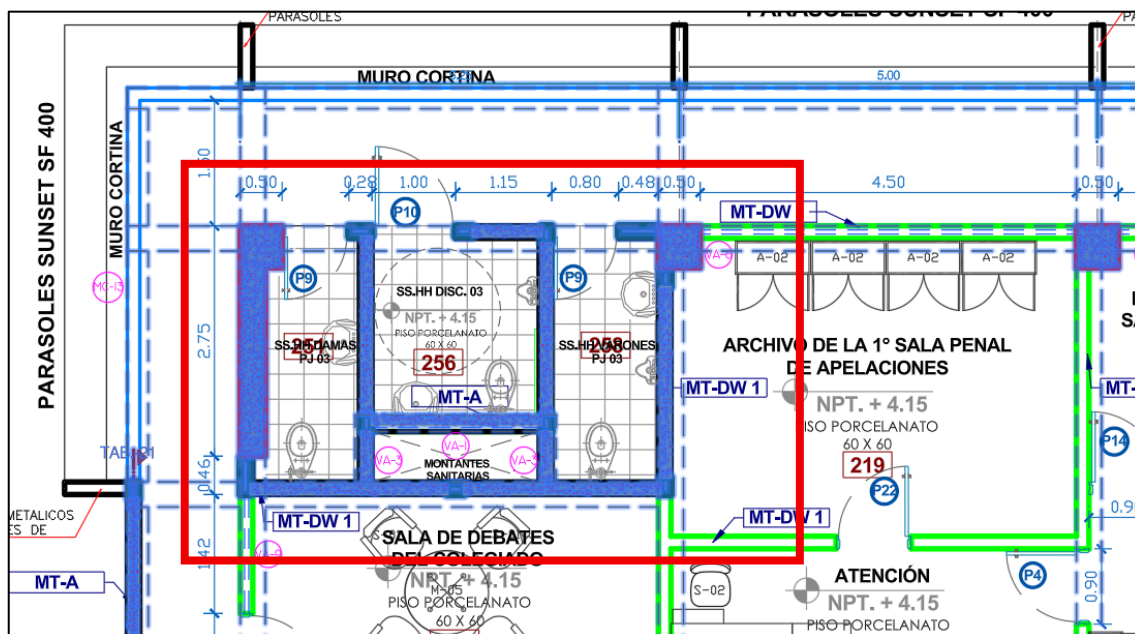 PARASOLES
PARASOLES SUNSET SF 400
MURO CORTINA
5.00
PARASOLES SUNSET SF 400
MURO CORTINA
1.50
0.50
0.28
1.00
1.15
0.80
0.48
0.50
4.50
0.50
P10
MT-DW
P9
P9
A-02
A-02
A-02
A-02
MC-13
SS.HH DISC. 03
NPT. + 4.15
PISO PORCELANATO
60 X 60
256
SS.HH DAMAS
PJ 03
SS.HH VARONES
PJ 03
258
2.75
ARCHIVO DE LA 1° SALA PENAL
DE APELACIONES
NPT. + 4.15
PISO PORCELANATO
60 X 60
219
MT-DW 1
MT-A
P14
VA-3
VA-1
VA-3
MONTANTES
SANITARIAS
0.46
P22
METALICOS
ES DE
MT-DW 1
MT-DW 1
1.42
SALA DE DEBATES
DEL COLEGIADO
NPT. + 4.15
M-05
PISO PORCELANATO
60 X 60
MT-A
S-02
ATENCIÓN
NPT. + 4.15
PISO PORCELANATO
P4
0.90